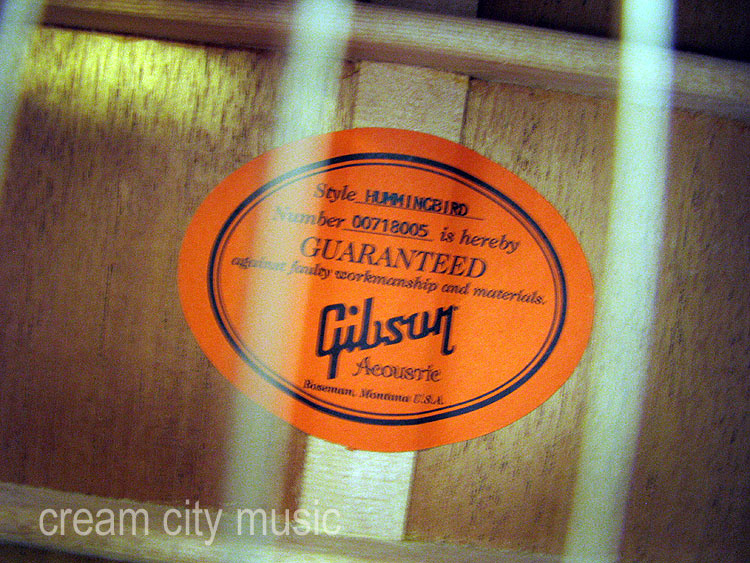 Style HUMMINGBIRD
Number 00718005 is hereby
GUARANTEED
against faulty workmanship and materials.
Gibson
Acoustic
Bozeman, Montana U.S.A.
cream city music